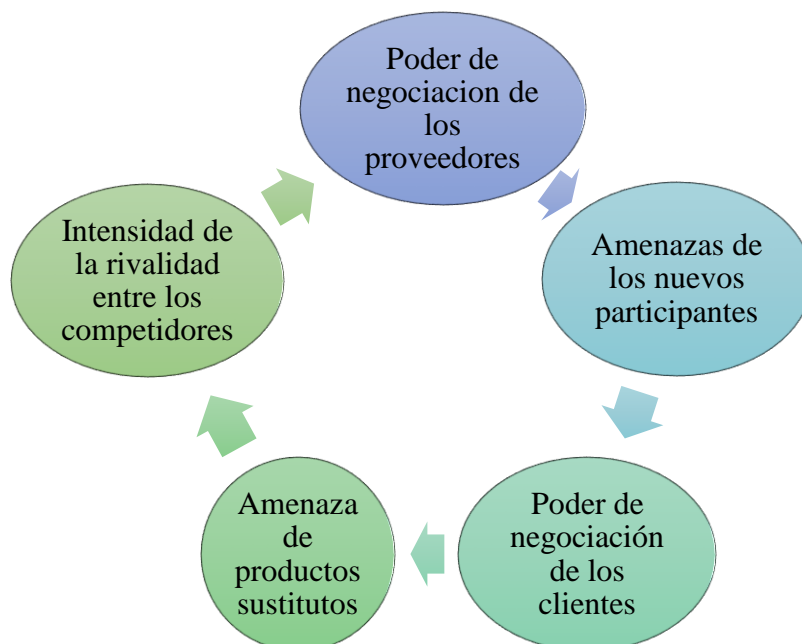 Poder de
negociacion de
los
proveedores
Amenazas de
los nuevos
participantes
Poder de
negociación
de los
clientes
Amenaza
de
productos
sustitutos
Intensidad de
la rivalidad
entre los
competidores